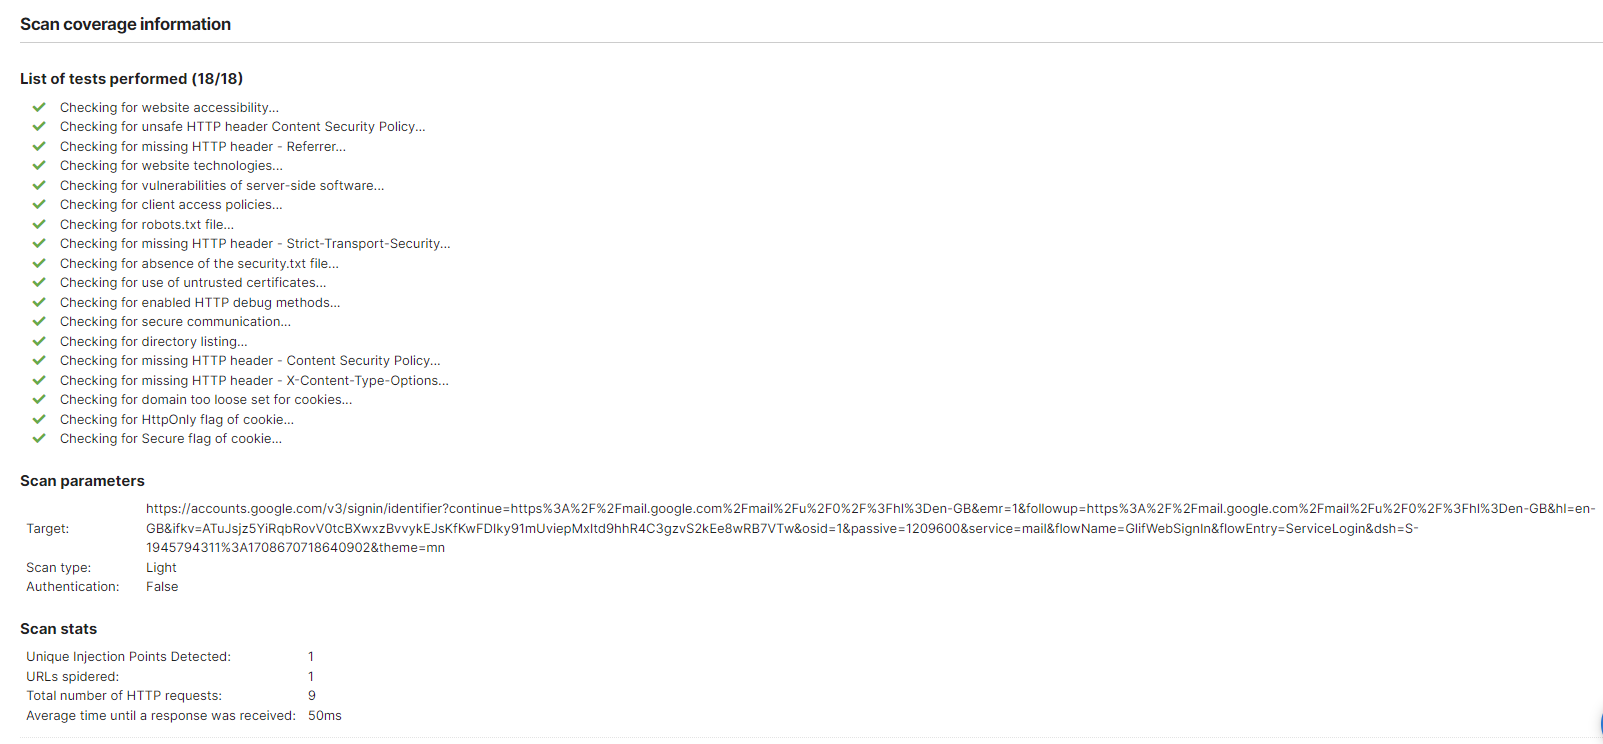 Scan coverage information
List of tests performed (18/18)
Checking for website accessibility...
Checking for unsafe HTTP header Content Security Policy...
Checking for missing HTTP header - Referrer...
Checking for website technologies...
Checking for vulnerabilities of server-side software...
Checking for client access policies...
Checking for robots.txt file...
Checking for missing HTTP header - Strict-Transport-Security...
Checking for absence of the security.txt file...
Checking for use of untrusted certificates...
Checking for enabled HTTP debug methods...
Checking for secure communication...
Checking for directory listing...
Checking for missing HTTP header - Content Security Policy...
Checking for missing HTTP header - X-Content-Type-Options...
Checking for domain too loose set for cookies...
Checking for HttpOnly flag of cookie...
Checking for Secure flag of cookie...
Scan parameters
https://accounts.google.com/v3/signin/identifier?continue=https%3A%2F%2Fmail.google.com%2Fmail%2Fu%2F0%2F%3Fhl%3Den-GB&emr=1&followup=https%3A%2F%2Fmail.google.com%2Fmail%2Fu%2F0%2F%3Fhl%3Den-GB&hl=en-
Target: GB&ifkv=ATuJsjz5YiRqbRovV0tcBXwxzBvvykEJsKfKwFDIky91mUviepMxItd9hhR4C3gzvS2kEe8wRB7VTw&osid=1&passive=1209600&service=mail&flowName=GlifWebSignIn&flowEntry=ServiceLogin&dsh=S-
1945794311%3A1708670718640902&theme=mn
Scan type: Light
Authentication: False
Scan stats
Unique Injection Points Detected: 1
URLs spidered: 1
Total number of HTTP requests: 9
Average time until a response was received: 50ms